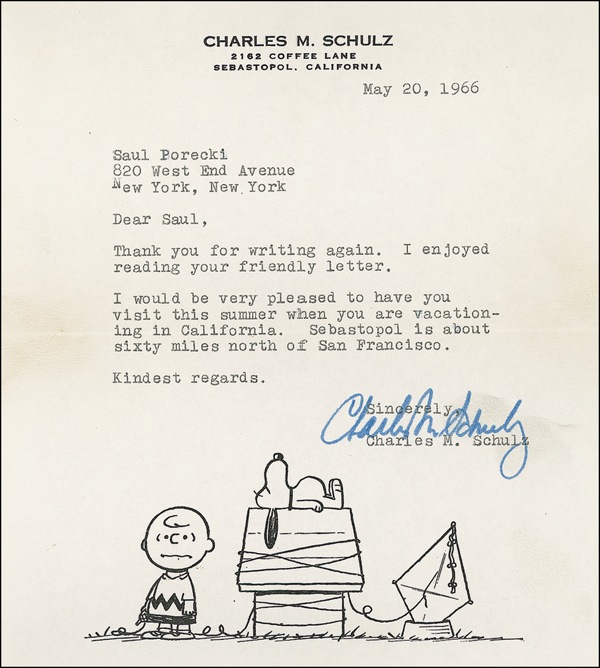 CHARLES M. SCHULZ
2162 COFFEE LANE
SEBASTOPOL, CALIFORNIA
May 20, 1966
Saul Porecki
820 West End Avenue
New York, New York
Dear Saul,
Thank you for writing again. I enjoyed
reading your friendly letter.
I would be very pleased to have you
visit this summer when you are vacation-
ing in California. Sebastopol is about
sixty miles north of San Francisco.
Kindest regards.
Sincerely,
Charles M. Schulz
Charles M. Schulz